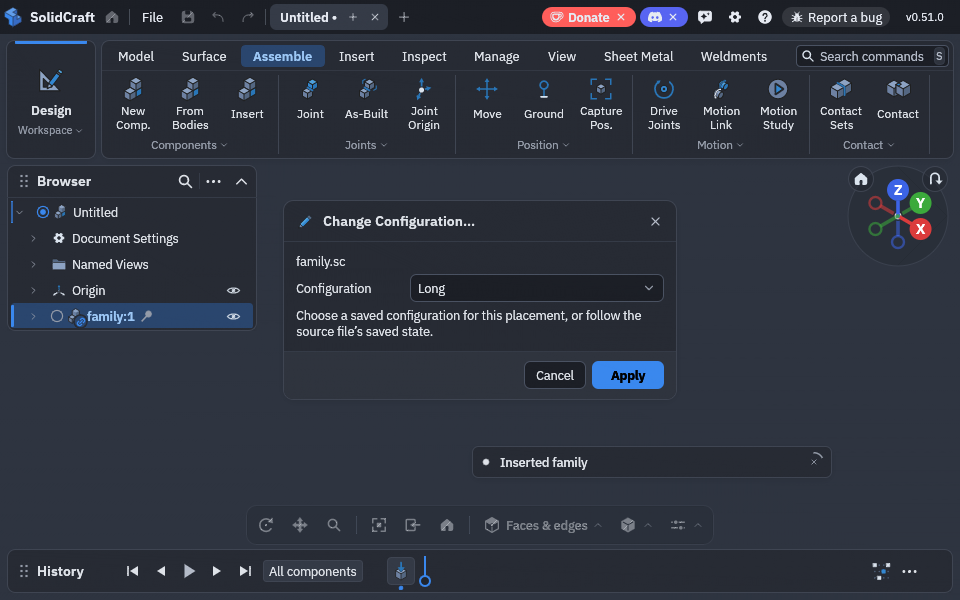 SolidCraft
File
Untitled •
Donate
Report a bug
v0.51.0
Design
Workspace
Model
Surface
Assemble
Insert
Inspect
Manage
View
Sheet Metal
Weldments
Search commands
S
New Comp.
From Bodies
Insert
Components
Joint
As-Built
Joint Origin
Joints
Move
Ground
Capture Pos.
Position
Drive Joints
Motion Link
Motion Study
Motion
Contact Sets
Contact
Contact
Browser
Untitled
Document Settings
Named Views
Origin
family:1
Z
Y
X
Change Configuration...
family.sc
Configuration
Long
Choose a saved configuration for this placement, or follow the
source file's saved state.
Cancel
Apply
Inserted family
Faces & edges
History
All components